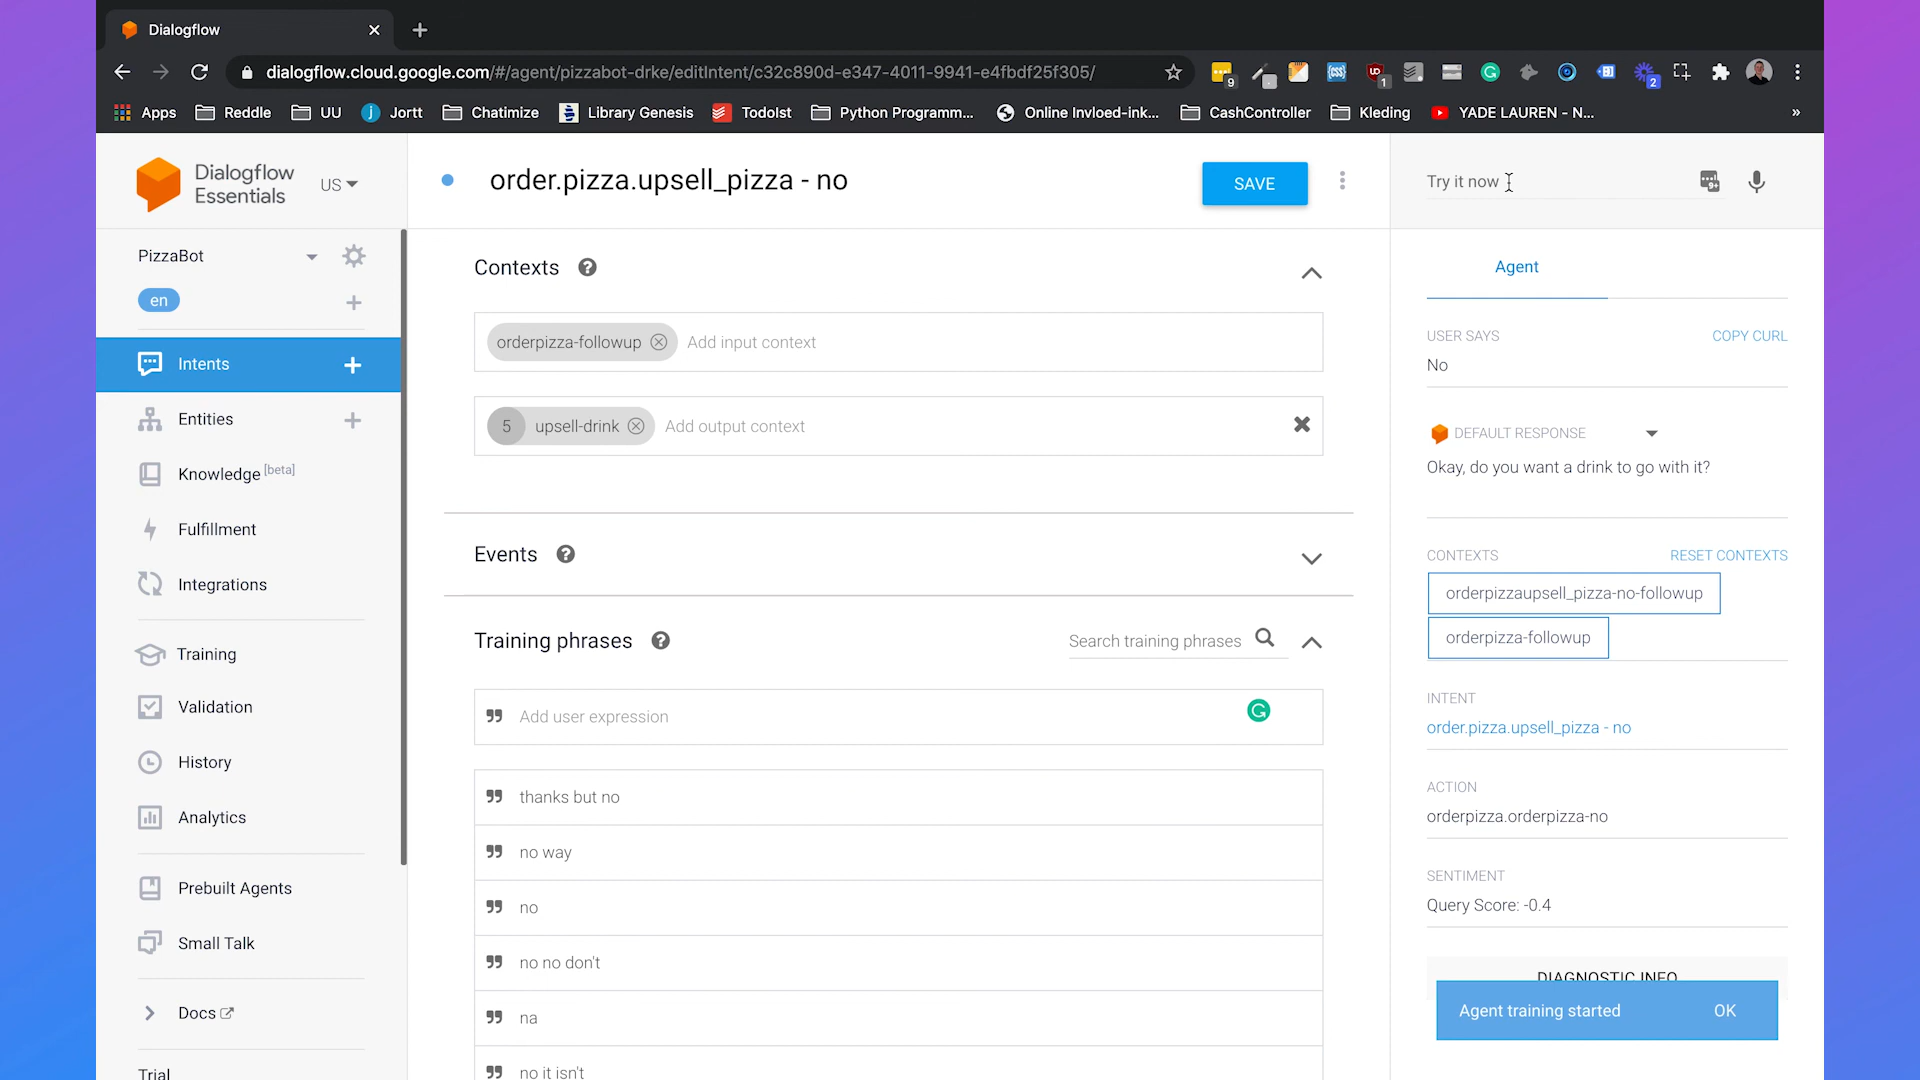 Dialogflow
dialogflow.cloud.google.com/#/agent/pizzabot-drke/editIntent/c32c890d-e347-4011-9941-e4fbdf25f305/
9
1
2
Apps
Reddle
UU
Jortt
Chatimize
Library Genesis
TodoIst
Python Programm...
Online Invloed-ink...
CashController
Kleding
YADE LAUREN - N...
»
Dialogflow
Essentials
US
PizzaBot
en
Intents
Entities
Knowledge [beta]
Fulfillment
Integrations
Training
Validation
History
Analytics
Prebuilt Agents
Small Talk
Docs
Trial
order.pizza.upsell_pizza - no
SAVE
Contexts
orderpizza-followup
Add input context
5 upsell-drink
Add output context
Events
Training phrases
Search training phrases
Add user expression
thanks but no
no way
no
no no don't
na
no it isn't
Try it now
Agent
USER SAYS
COPY CURL
No
DEFAULT RESPONSE
Okay, do you want a drink to go with it?
CONTEXTS
RESET CONTEXTS
orderpizzaupsell_pizza-no-followup
orderpizza-followup
INTENT
order.pizza.upsell_pizza - no
ACTION
orderpizza.orderpizza-no
SENTIMENT
Query Score: -0.4
DIAGNOSTIC INFO
Agent training started
OK